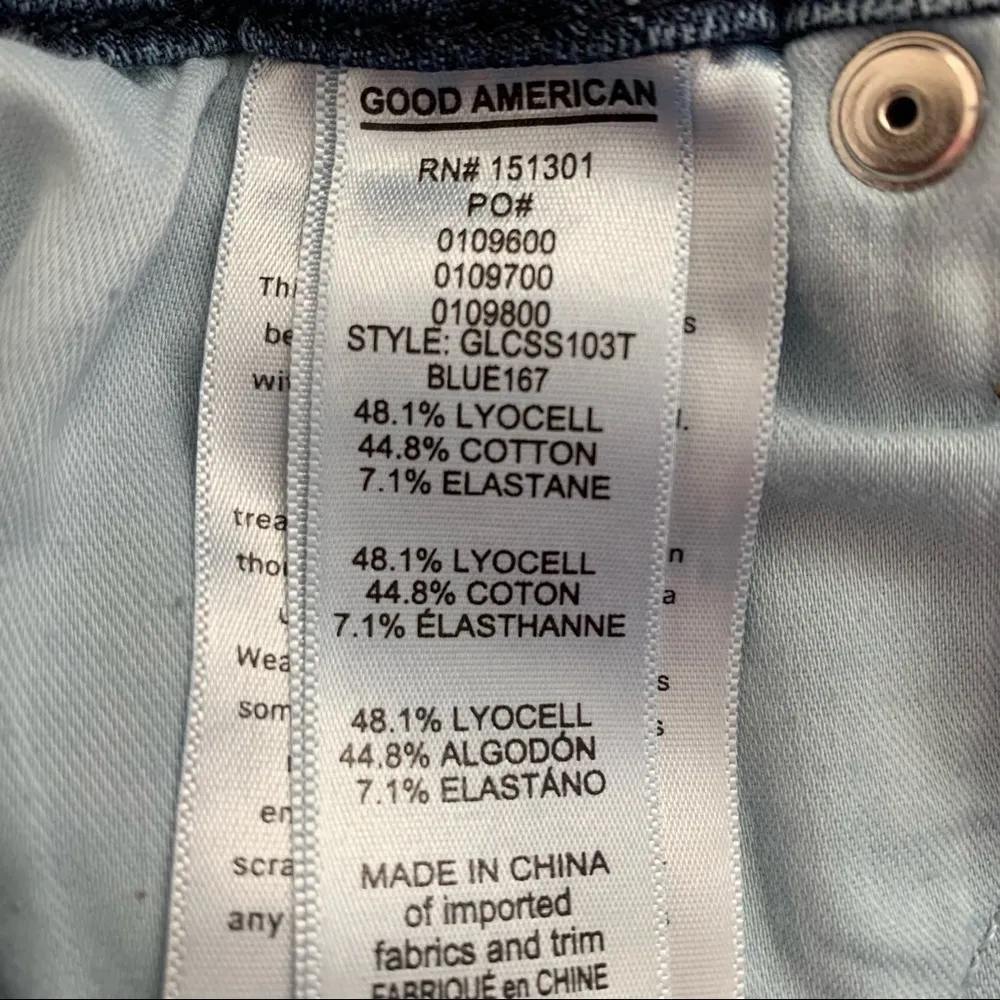 GOOD AMERICAN
RN# 151301
PO#
0109600
0109700
0109800
STYLE: GLCSS103T
BLUE167
48.1% LYOCELL
44.8% COTTON
7.1% ELASTANE
48.1% LYOCELL
44.8% COTON
7.1% ÉLASTHANNE
48.1% LYOCELL
44.8% ALGODÓN
7.1% ELASTÁNO
MADE IN CHINA
of imported
fabrics and trim
FABRIQUÉ en CHINE